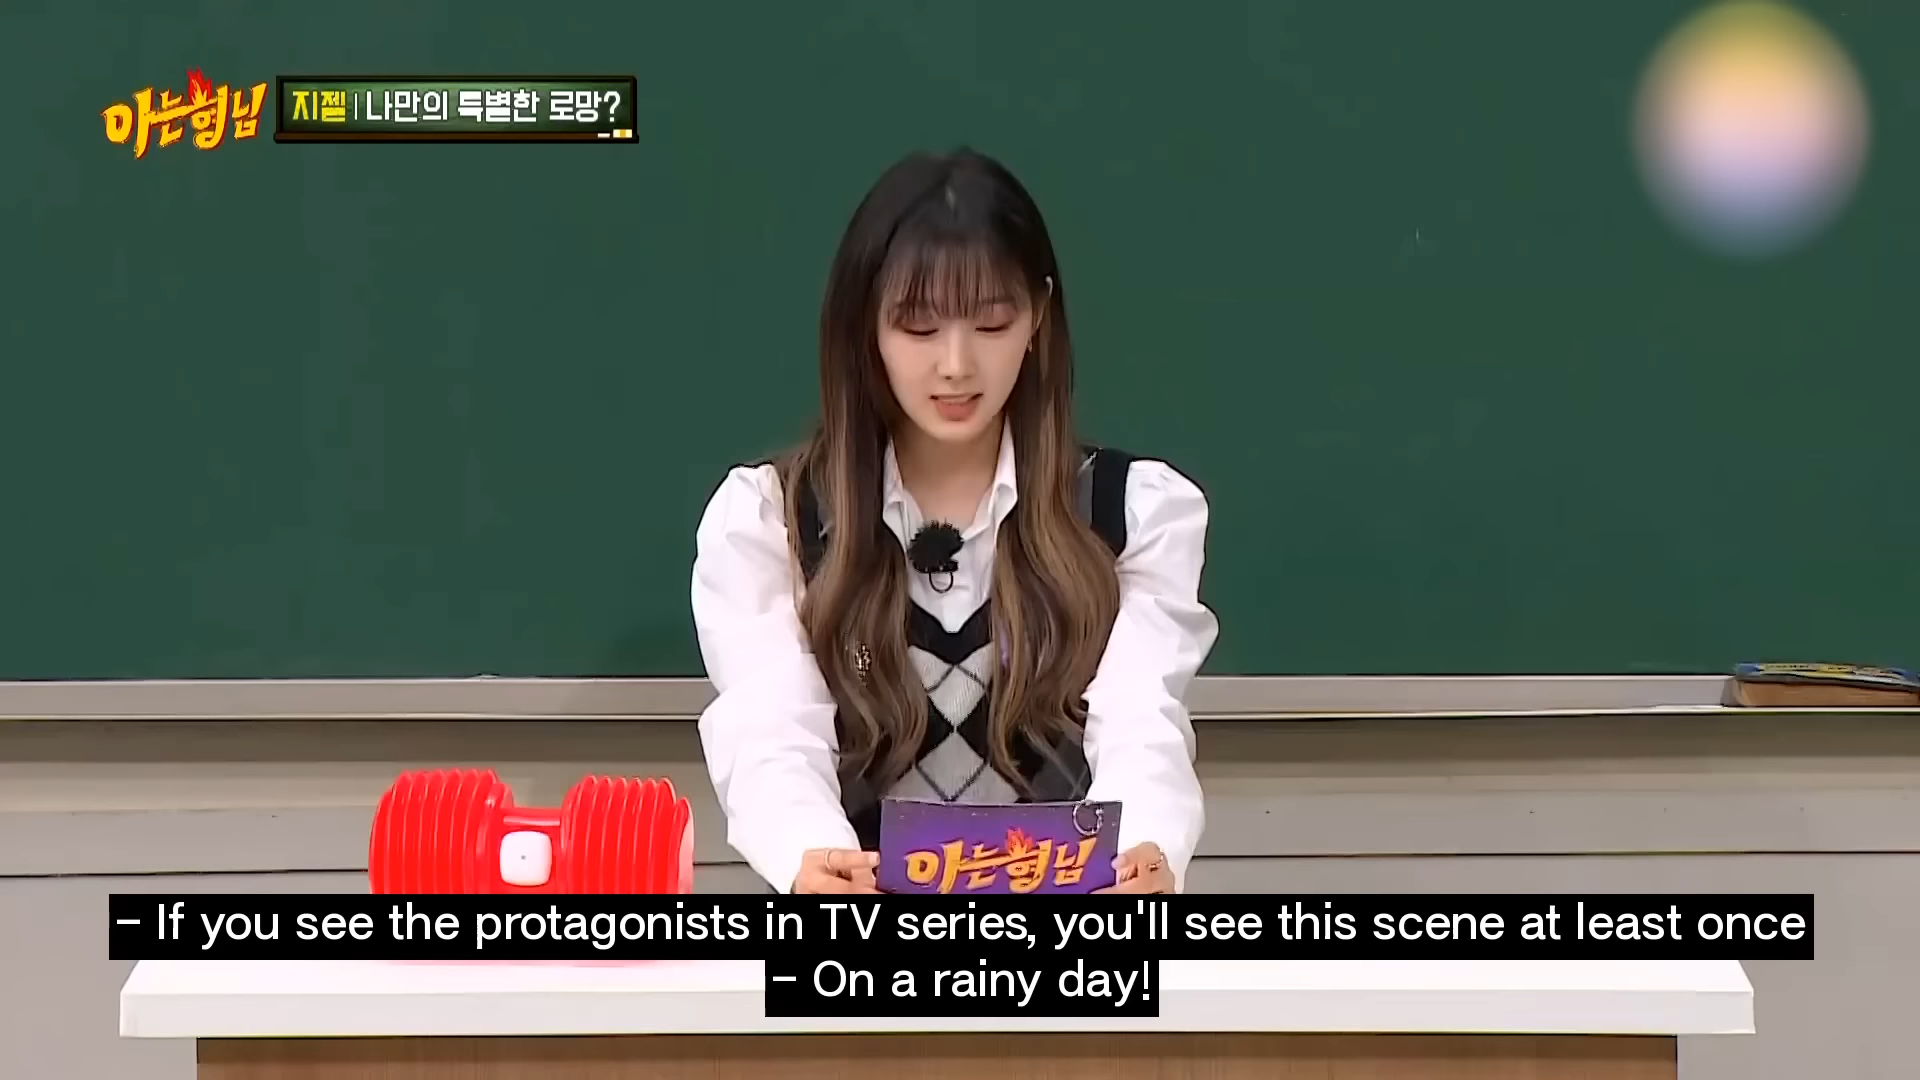 아는형님
지젤 | 나만의 특별한 로망?
아는형님
– If you see the protagonists in TV series, you'll see this scene at least once
– On a rainy day!